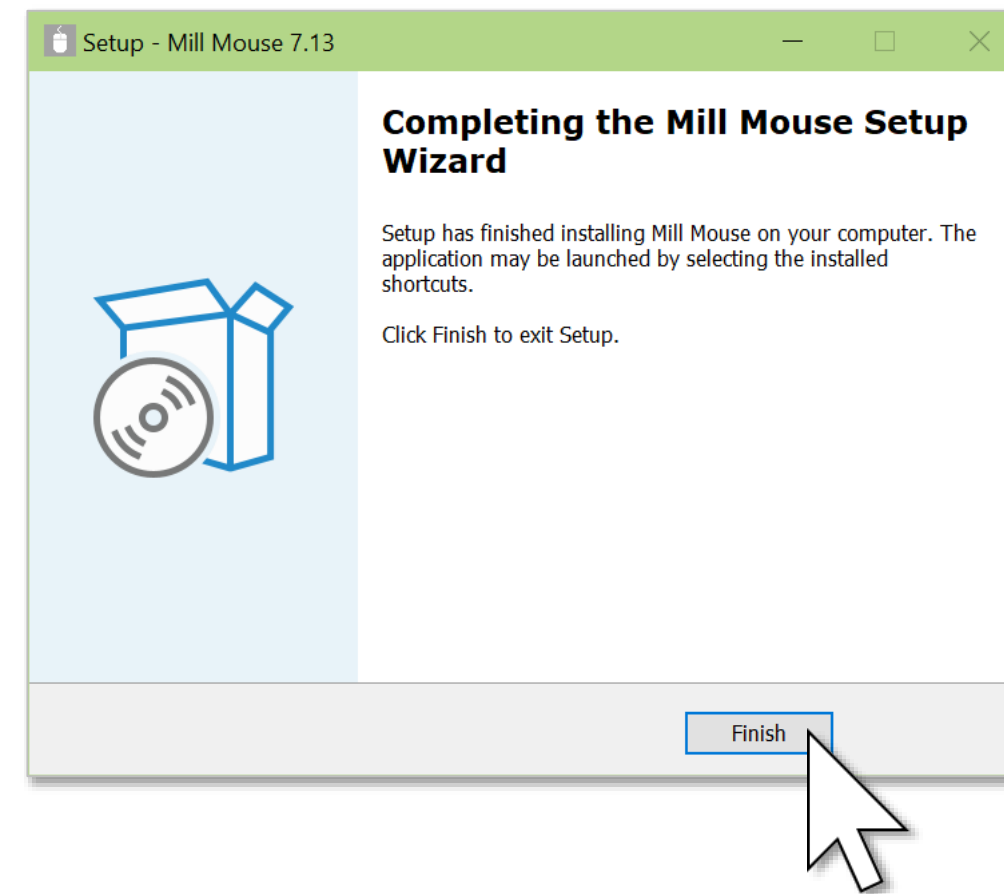 Setup - Mill Mouse 7.13
Completing the Mill Mouse Setup
Wizard
Setup has finished installing Mill Mouse on your computer. The
application may be launched by selecting the installed
shortcuts.
Click Finish to exit Setup.
Finish